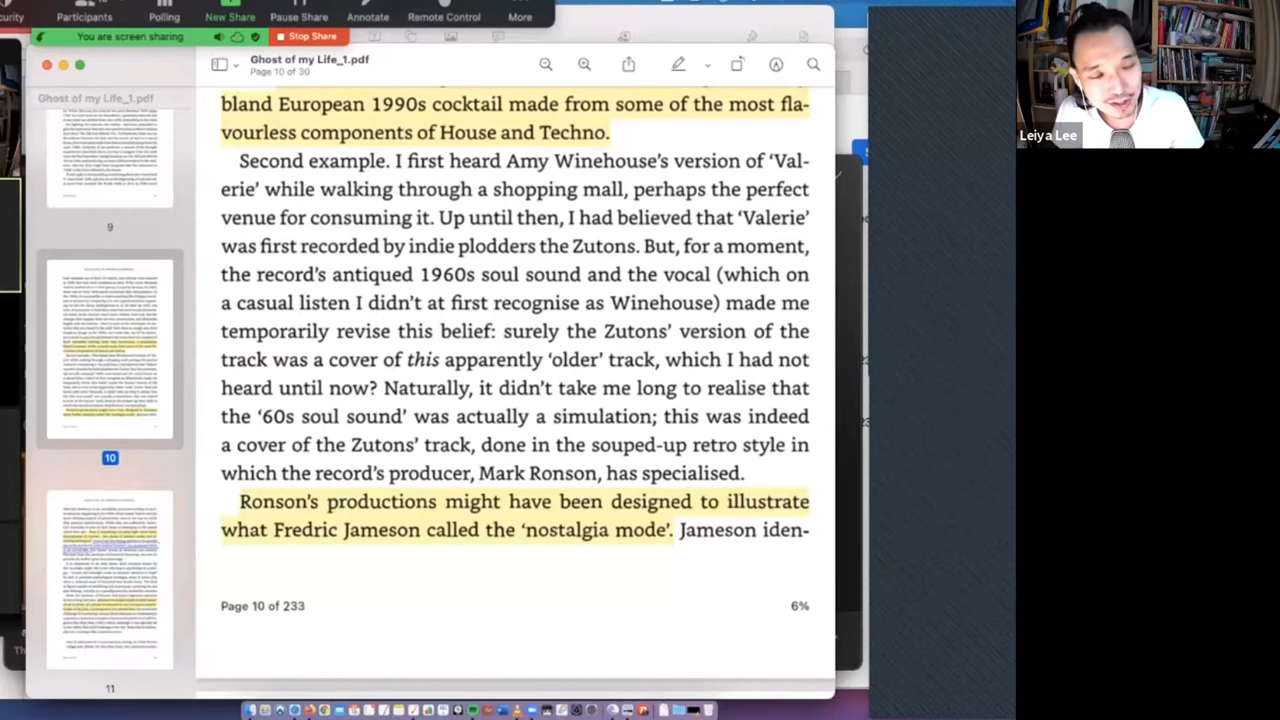 Participants
Polling
New Share
Pause Share
Annotate
Remote Control
More
You are screen sharing
Stop Share
Ghost of my Life_1.pdf
Page 10 of 30
Ghost of my Life_1.pdf
9
10
11
bland European 1990s cocktail made from some of the most fla-
vourless components of House and Techno.
Second example. I first heard Amy Winehouse's version of 'Val-
erie' while walking through a shopping mall, perhaps the perfect
venue for consuming it. Up until then, I had believed that 'Valerie'
was first recorded by indie plodders the Zutons. But, for a moment,
the record's antiqued 1960s soul sound and the vocal (which on
a casual listen I didn't at first recognise as Winehouse) made me
temporarily revise this belief: surely the Zutons' version of the
track was a cover of this apparently 'older' track, which I had not
heard until now? Naturally, it didn't take me long to realise that
the '60s soul sound' was actually a simulation; this was indeed
a cover of the Zutons' track, done in the souped-up retro style in
which the record's producer, Mark Ronson, has specialised.
Ronson's productions might have been designed to illustrate
what Fredric Jameson called the 'nostalgia mode'. Jameson iden-
Page 10 of 233
6%
Leiya Lee